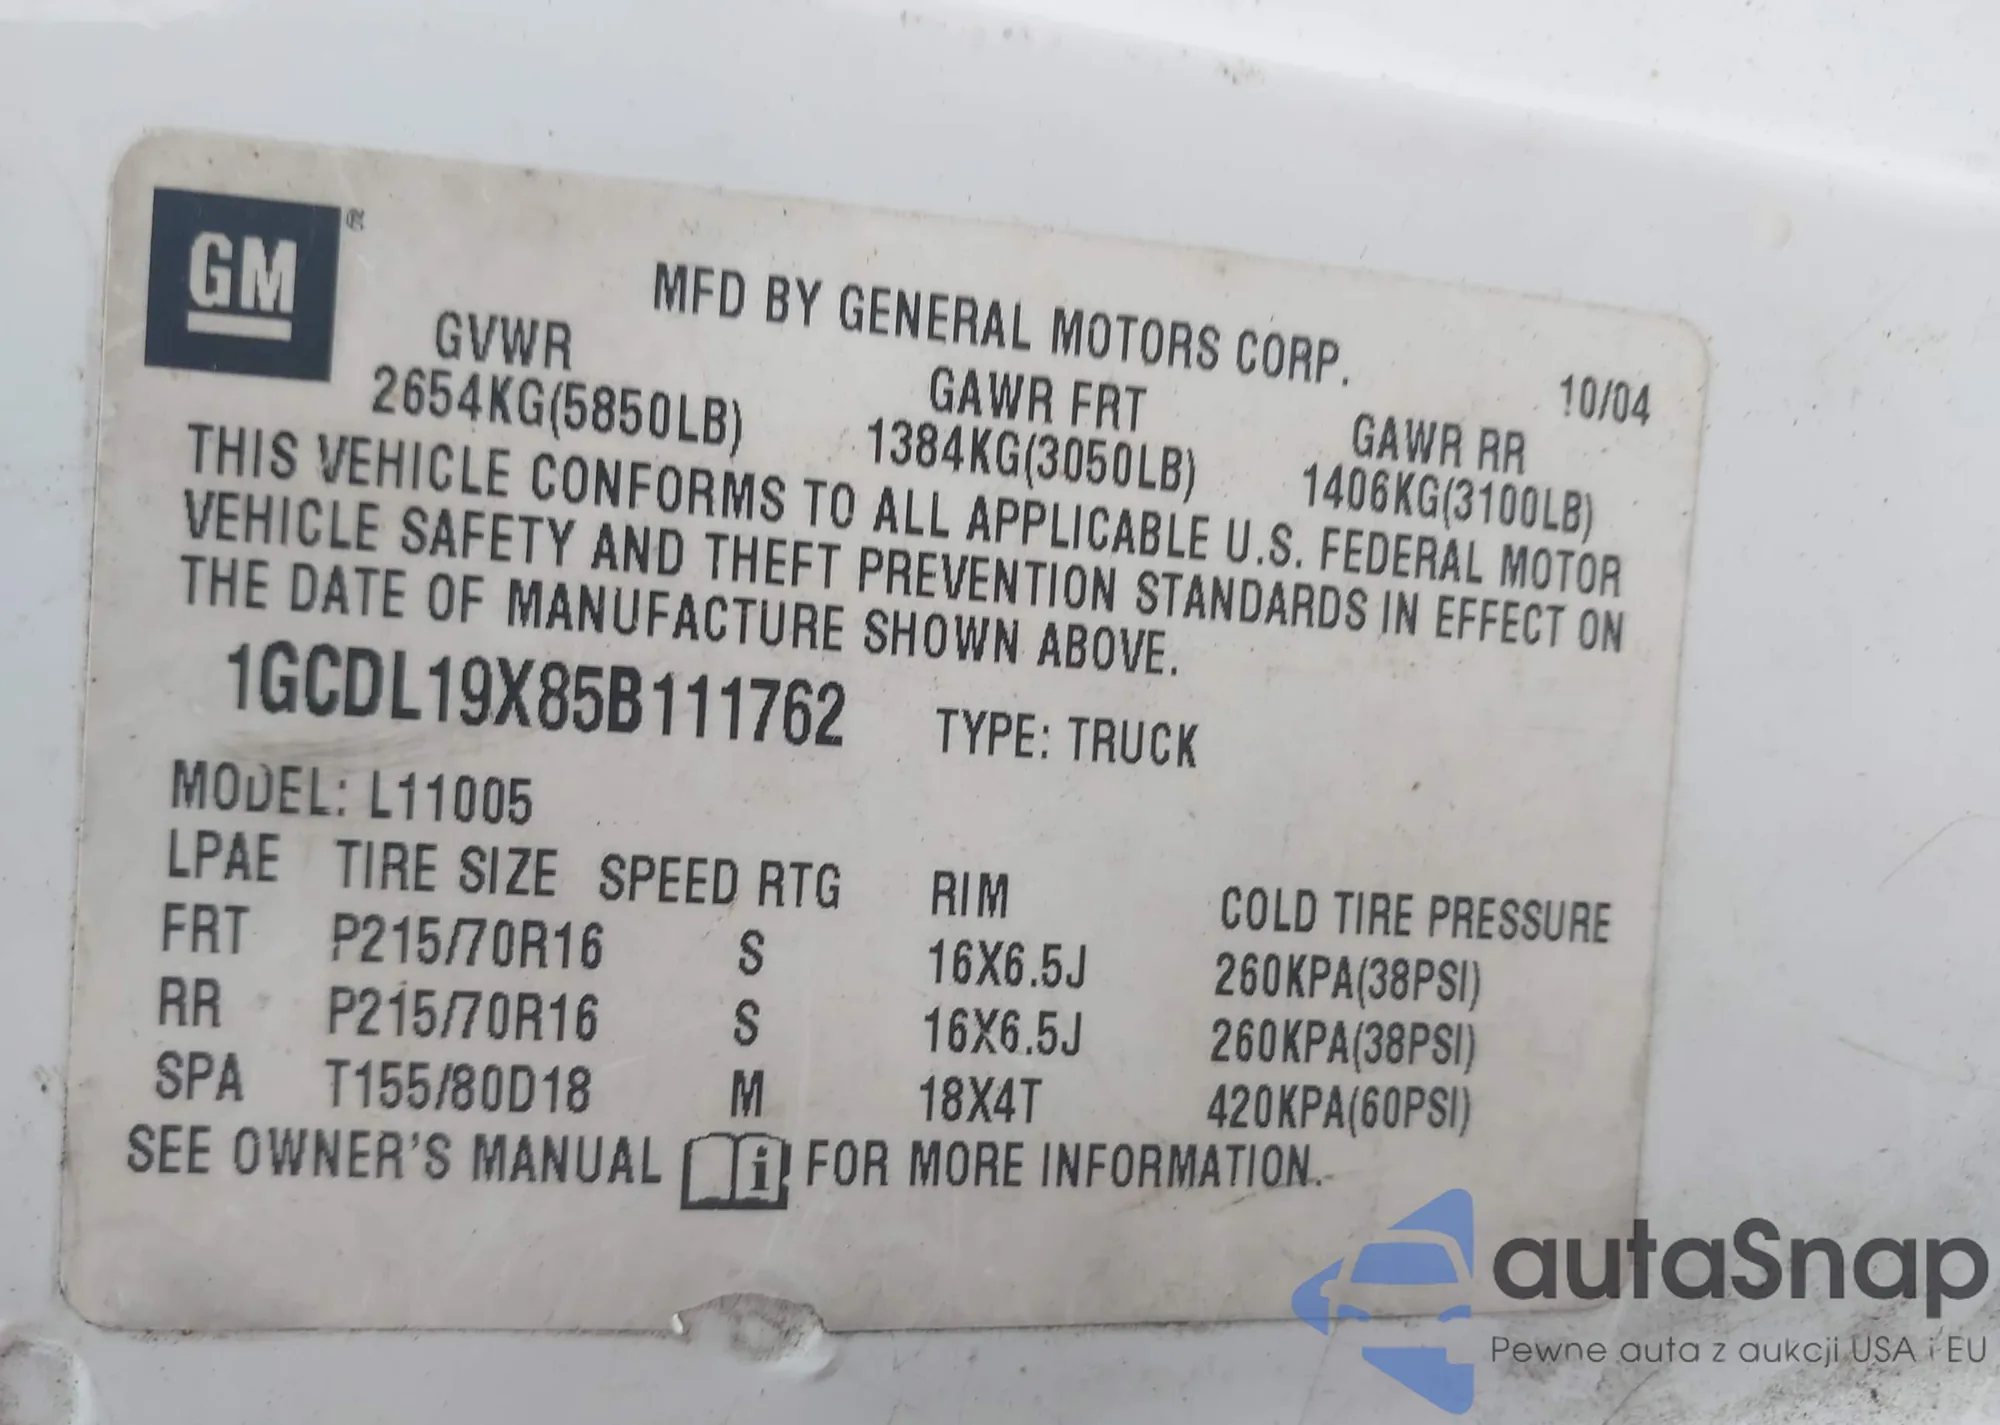 GM ®
MFD BY GENERAL MOTORS CORP.
10/04
GVWR GAWR FRT GAWR RR
2654KG(5850LB) 1384KG(3050LB) 1406KG(3100LB)
THIS VEHICLE CONFORMS TO ALL APPLICABLE U.S. FEDERAL MOTOR
VEHICLE SAFETY AND THEFT PREVENTION STANDARDS IN EFFECT ON
THE DATE OF MANUFACTURE SHOWN ABOVE.
1GCDL19X85B111762 TYPE: TRUCK
MODEL: L11005
LPAE TIRE SIZE SPEED RTG RIM COLD TIRE PRESSURE
FRT P215/70R16 S 16X6.5J 260KPA(38PSI)
RR P215/70R16 S 16X6.5J 260KPA(38PSI)
SPA T155/80D18 M 18X4T 420KPA(60PSI)
SEE OWNER'S MANUAL i FOR MORE INFORMATION.
autaSnap
Pewne auta z aukcji USA i EU